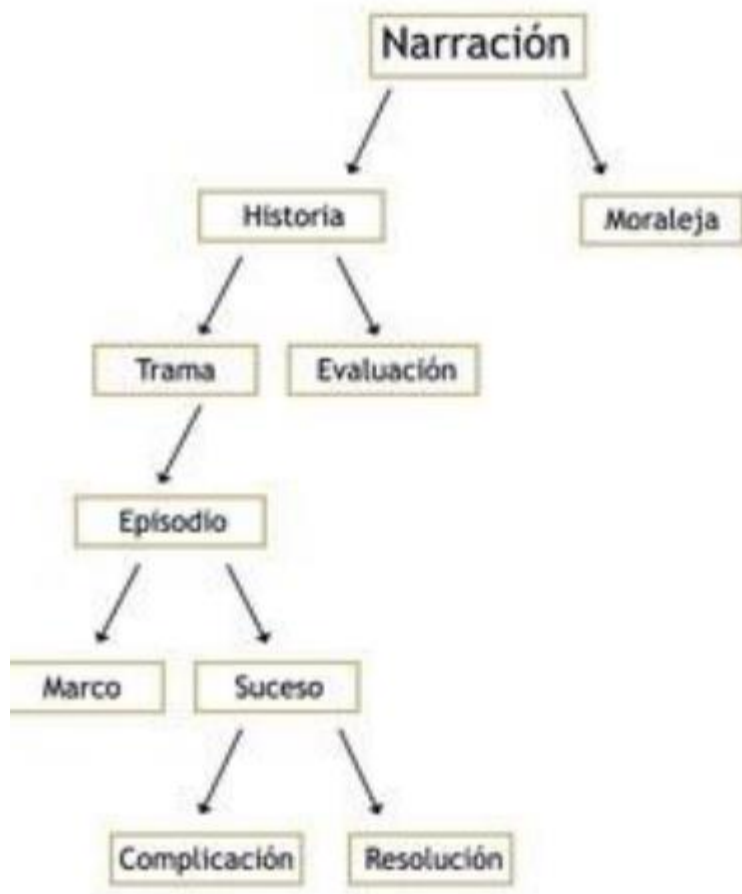 Narración
Historia
Moraleja
Trama
Evaluación
Episodio
Marco
Suceso
Complicación
Resolución